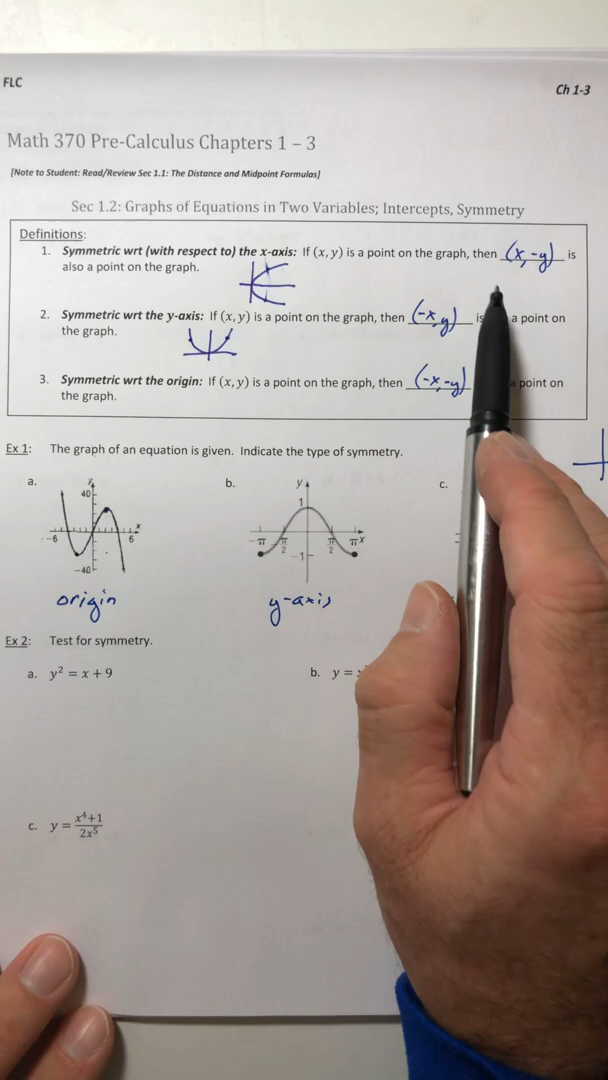 FLC
Ch 1-3
Math 370 Pre-Calculus Chapters 1 – 3
[Note to Student: Read/Review Sec 1.1: The Distance and Midpoint Formulas]
Sec 1.2: Graphs of Equations in Two Variables; Intercepts, Symmetry
Definitions:
1. Symmetric wrt (with respect to) the x-axis: If (x, y) is a point on the graph, then (x, -y) is
also a point on the graph.
2. Symmetric wrt the y-axis: If (x, y) is a point on the graph, then (-x, y) is a point on
the graph.
3. Symmetric wrt the origin: If (x, y) is a point on the graph, then (-x, -y) point on
the graph.
Ex 1: The graph of an equation is given. Indicate the type of symmetry.
a. b. c.
y y
40 1
-6 6 x -π π/2 π/2 π x
-40 -1
origin y-axis
Ex 2: Test for symmetry.
a. y² = x + 9 b. y =
c. y = x⁴+1 / 2x⁵